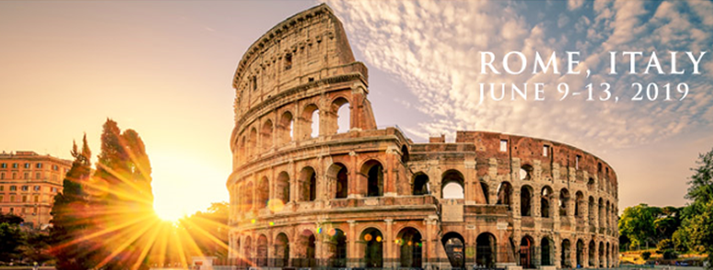 ROME, ITALY
JUNE 9-13, 2019